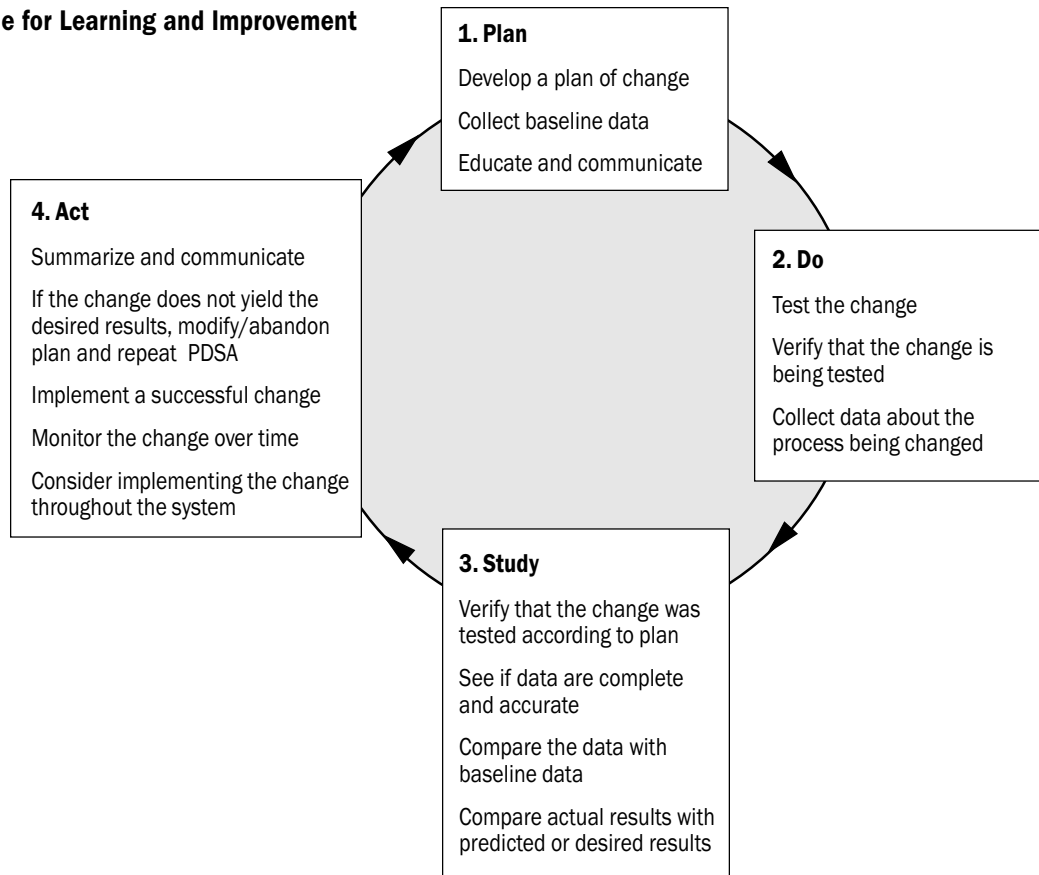 e for Learning and Improvement
1. Plan
Develop a plan of change
Collect baseline data
Educate and communicate
2. Do
Test the change
Verify that the change is
being tested
Collect data about the
process being changed
3. Study
Verify that the change was
tested according to plan
See if data are complete
and accurate
Compare the data with
baseline data
Compare actual results with
predicted or desired results
4. Act
Summarize and communicate
If the change does not yield the
desired results, modify/abandon
plan and repeat PDSA
Implement a successful change
Monitor the change over time
Consider implementing the change
throughout the system